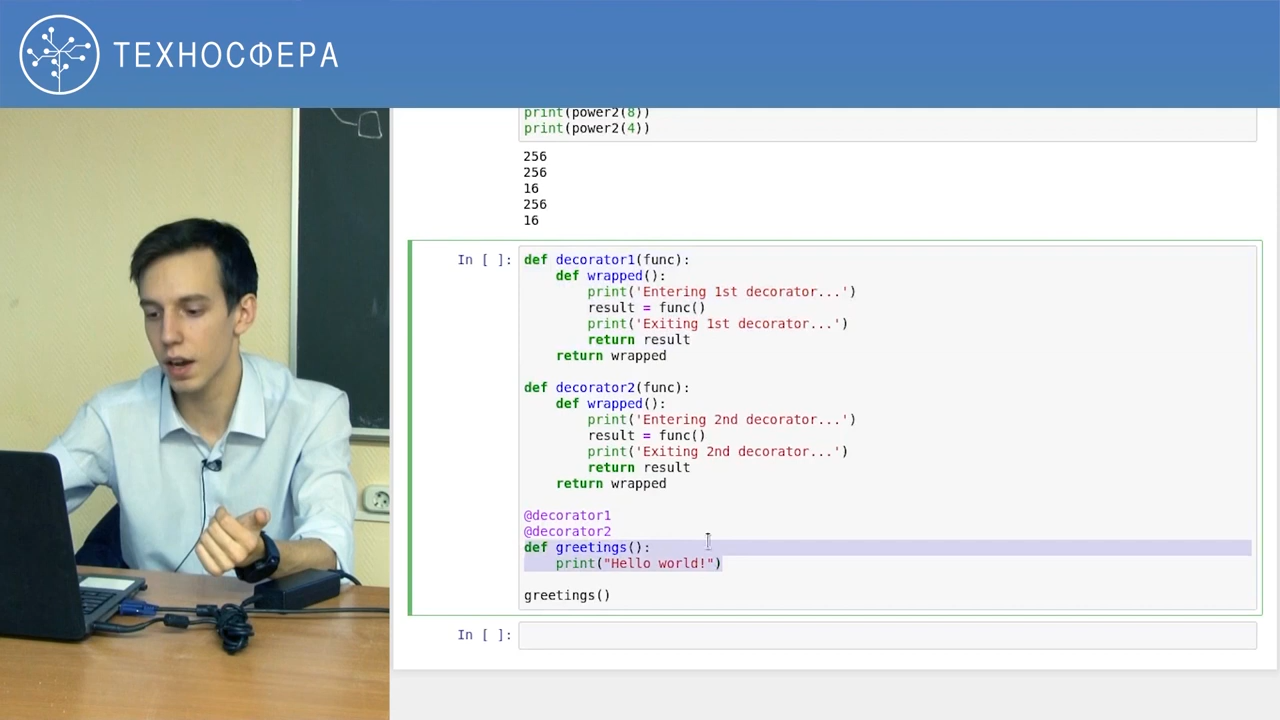 ТЕХНОСФЕРА
print(power2(8))
print(power2(4))
256
256
16
256
16
In [ ]:
def decorator1(func):
    def wrapped():
        print('Entering 1st decorator...')
        result = func()
        print('Exiting 1st decorator...')
        return result
    return wrapped
def decorator2(func):
    def wrapped():
        print('Entering 2nd decorator...')
        result = func()
        print('Exiting 2nd decorator...')
        return result
    return wrapped
@decorator1
@decorator2
def greetings():
    print("Hello world!")
greetings()
In [ ]: